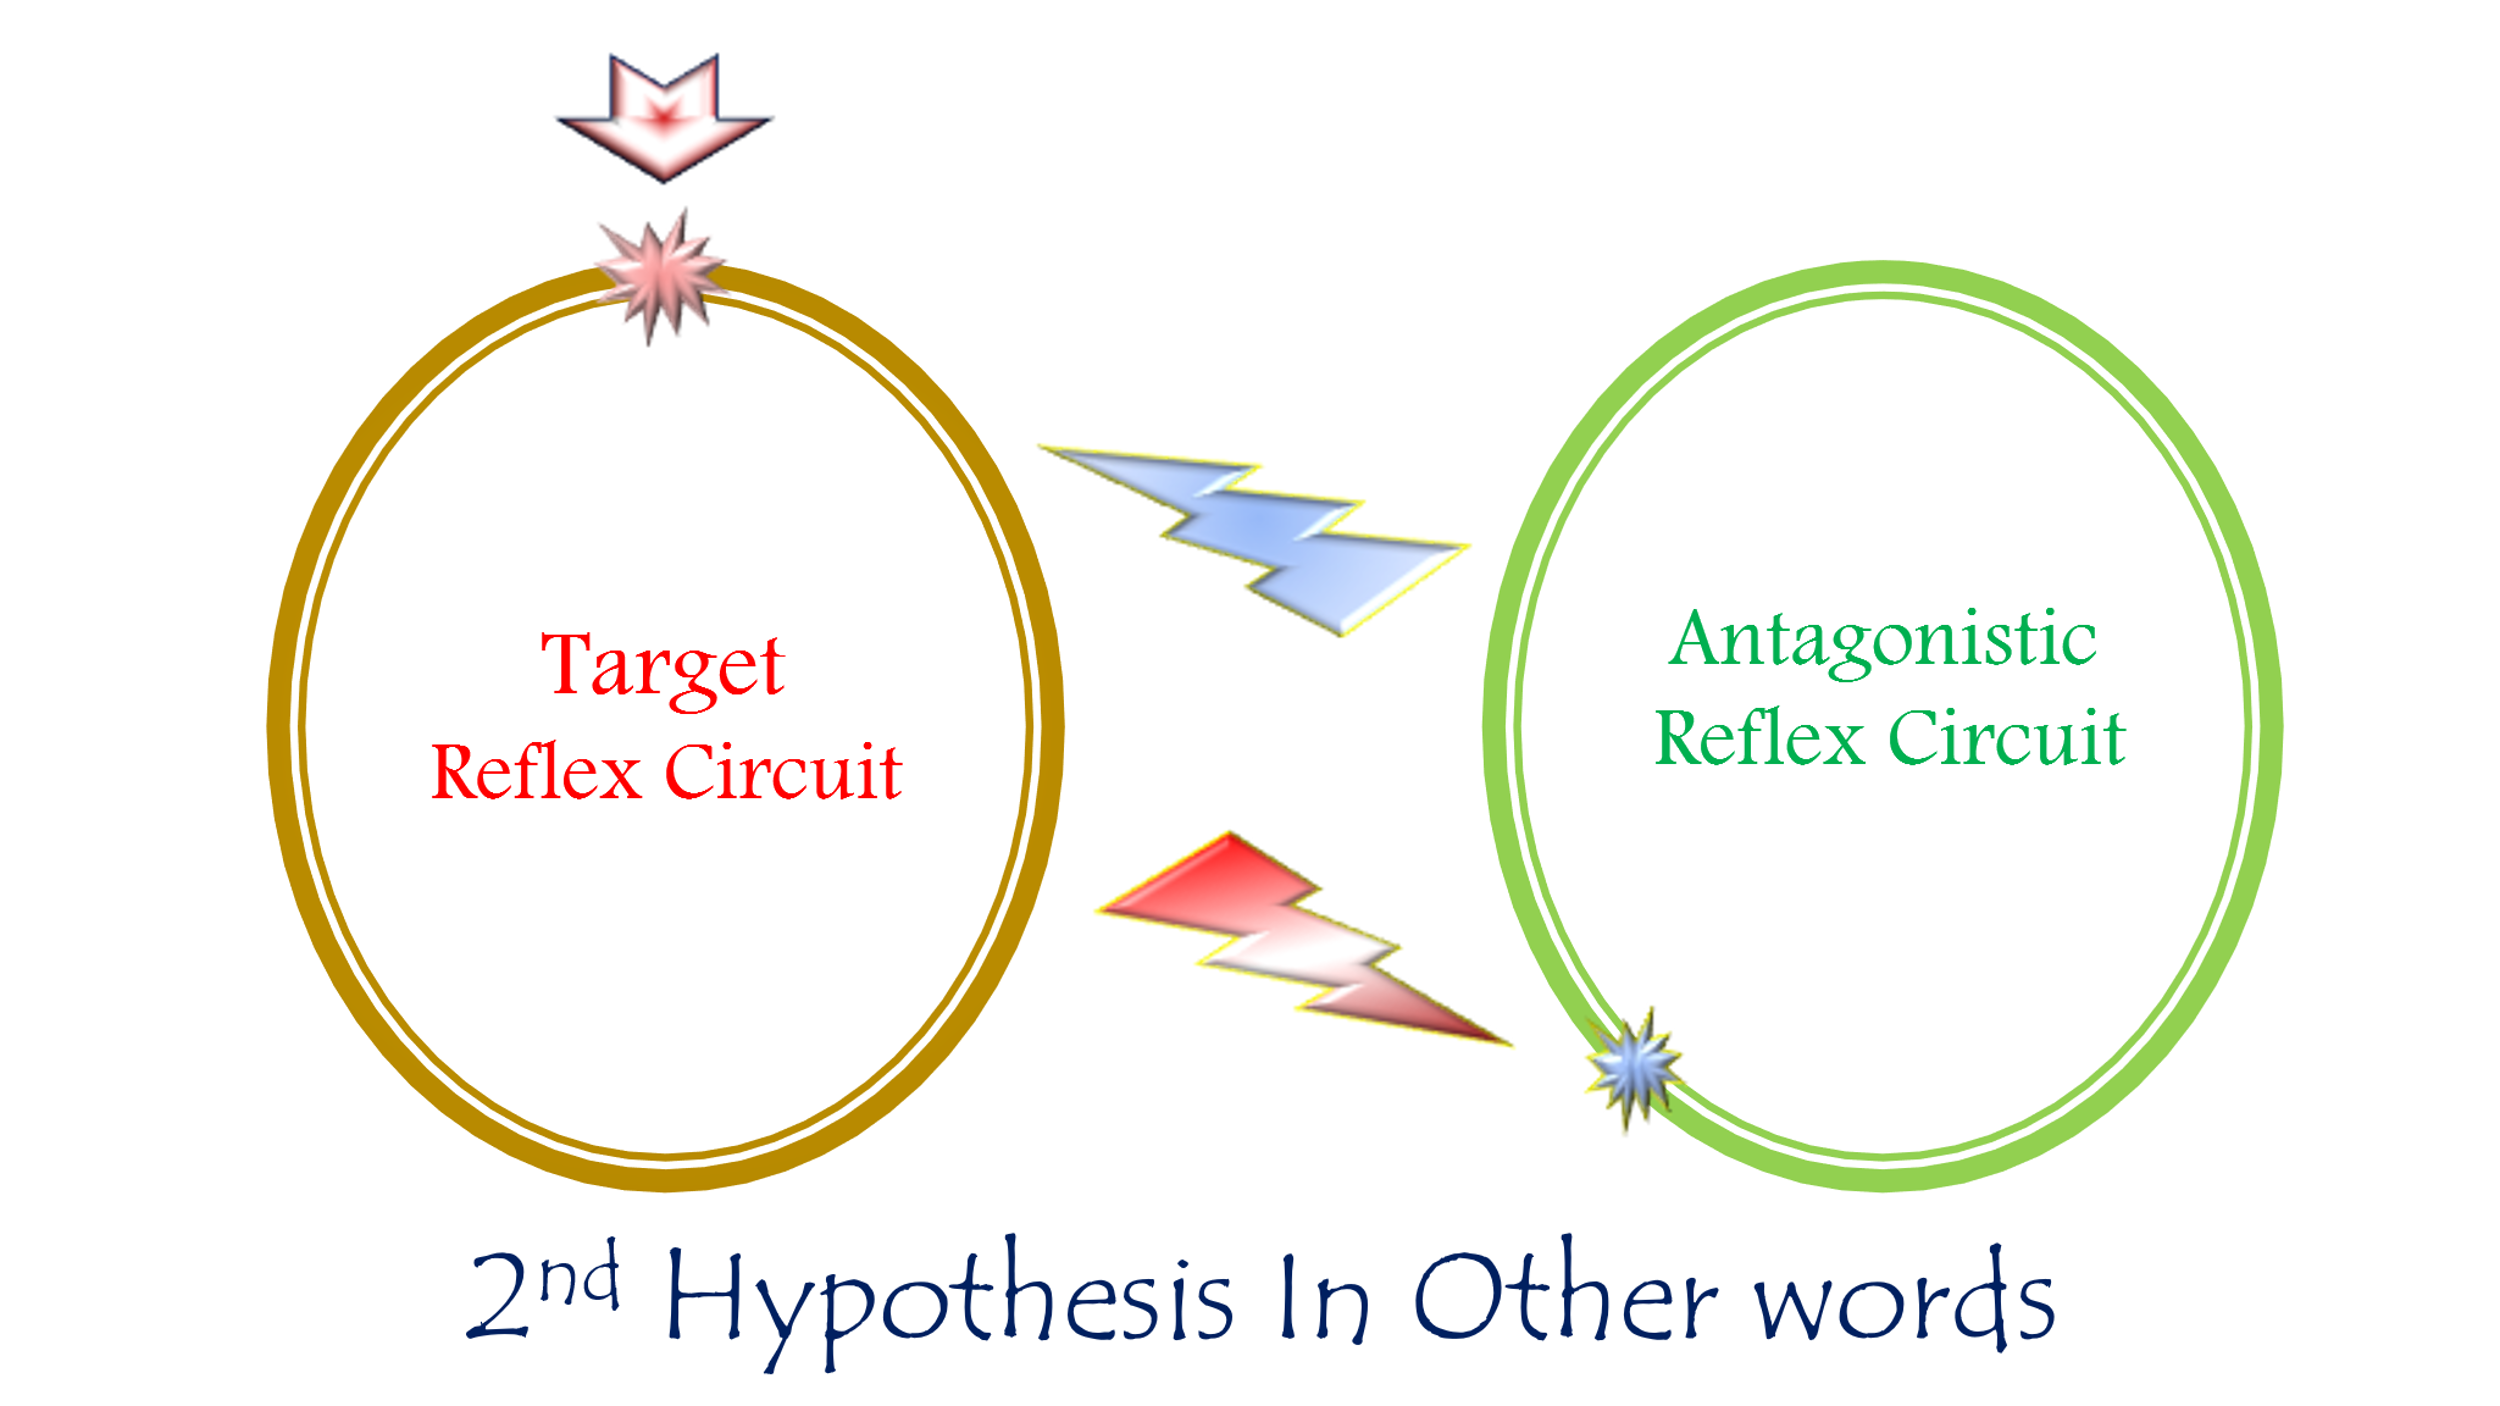 Target
Reflex Circuit
Antagonistic
Reflex Circuit
2nd Hypothesis In Other words